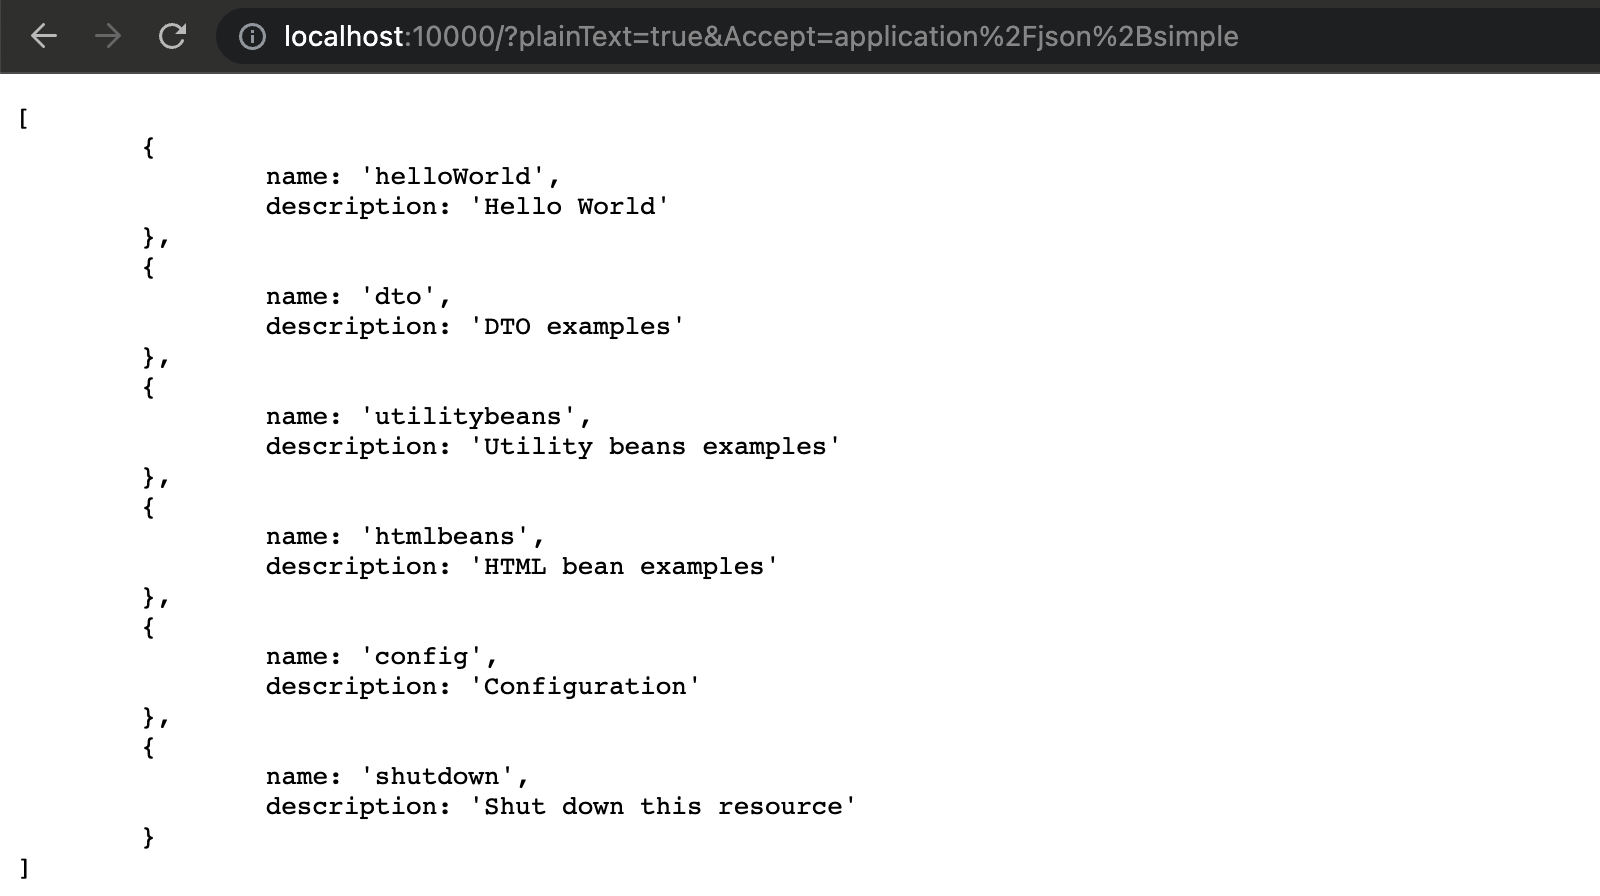 localhost:10000/?plainText=true&Accept=application%2Fjson%2Bsimple
[
{
name: 'helloWorld',
description: 'Hello World'
},
{
name: 'dto',
description: 'DTO examples'
},
{
name: 'utilitybeans',
description: 'Utility beans examples'
},
{
name: 'htmlbeans',
description: 'HTML bean examples'
},
{
name: 'config',
description: 'Configuration'
},
{
name: 'shutdown',
description: 'Shut down this resource'
}
]